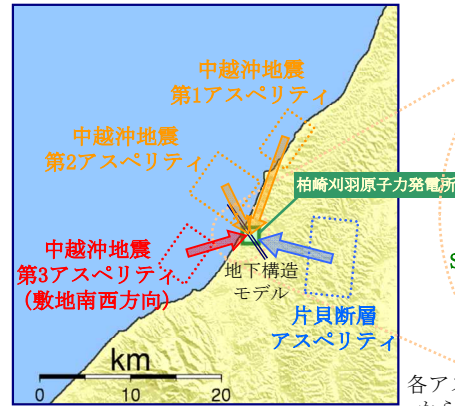 中越沖地震
第1アスペリティ
中越沖地震
第2アスペリティ
柏崎刈羽原子力発電所
中越沖地震
第3アスペリティ
(敷地南西方向)
地下構造
モデル
片貝断層
アスペリティ
km
0 10 20
S
各アス